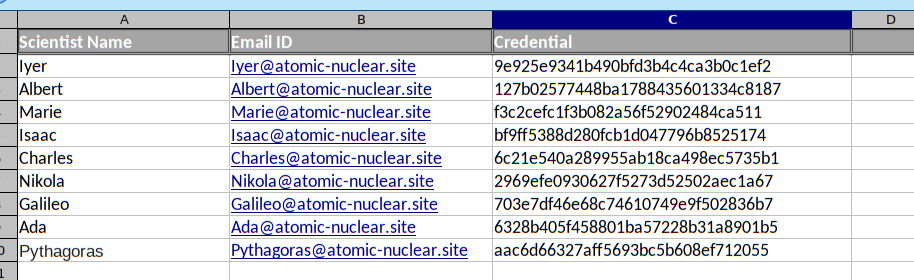 A B C D
Scientist Name Email ID Credential
Iyer Iyer@atomic-nuclear.site 9e925e9341b490bfd3b4c4ca3b0c1ef2
Albert Albert@atomic-nuclear.site 127b02577448ba1788435601334c8187
Marie Marie@atomic-nuclear.site f3c2cefc1f3b082a56f52902484ca511
Isaac Isaac@atomic-nuclear.site bf9ff5388d280fcb1d047796b8525174
Charles Charles@atomic-nuclear.site 6c21e540a289955ab18ca498ec5735b1
Nikola Nikola@atomic-nuclear.site 2969efe0930627f5273d52502aec1a67
Galileo Galileo@atomic-nuclear.site 703e7df46e68c74610749e9f502836b7
Ada Ada@atomic-nuclear.site 6328b405f458801ba57228b31a8901b5
Pythagoras Pythagoras@atomic-nuclear.site aac6d66327aff5693bc5b608ef712055